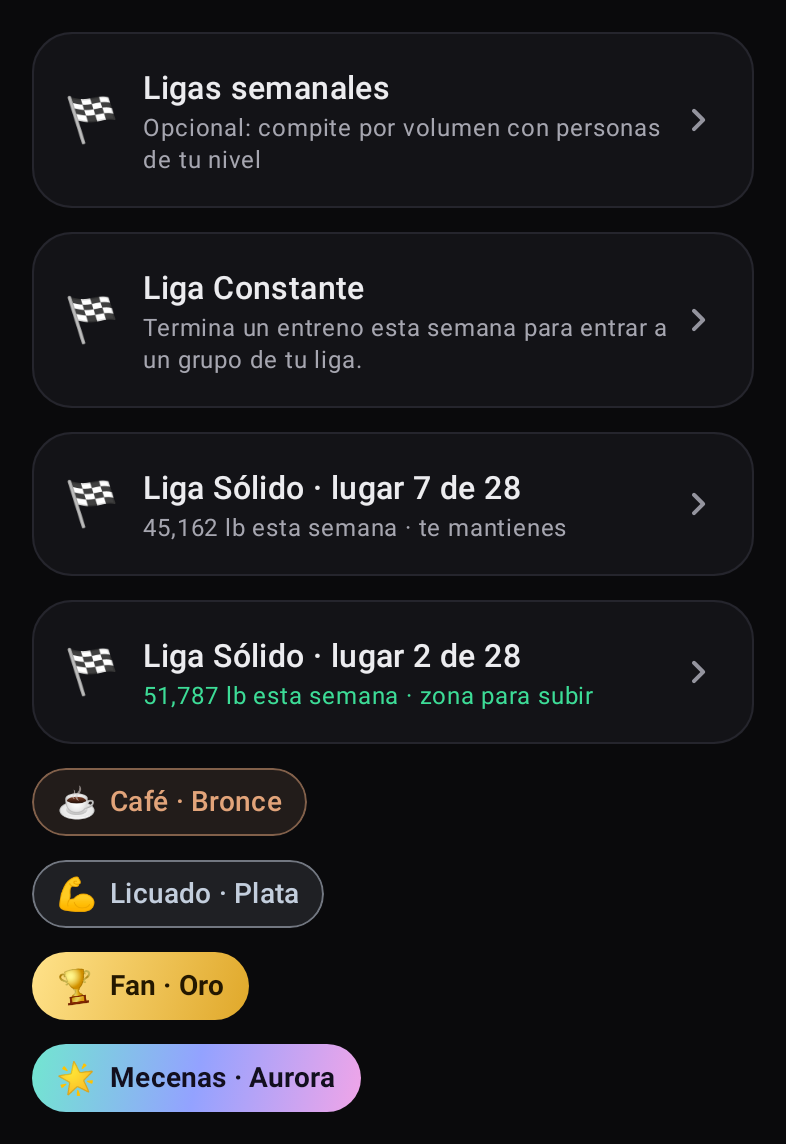 Ligas semanales
Opcional: compite por volumen con personas
de tu nivel
Liga Constante
Termina un entreno esta semana para entrar a
un grupo de tu liga.
Liga Sólido · lugar 7 de 28
45,162 lb esta semana · te mantienes
Liga Sólido · lugar 2 de 28
51,787 lb esta semana · zona para subir
Café · Bronce
Licuado · Plata
Fan · Oro
Mecenas · Aurora